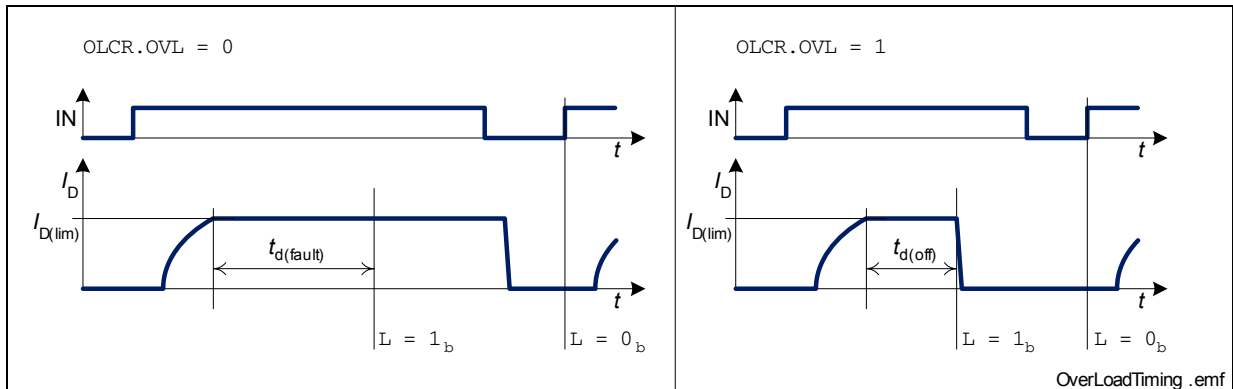 OLCR.OVL = 0
IN
t
I_D
I_D(lim)
t_d(fault)
t
L = 1_b
L = 0_b
OLCR.OVL = 1
IN
t
I_D
I_D(lim)
t_d(off)
t
L = 1_b
L = 0_b
OverLoadTiming .emf